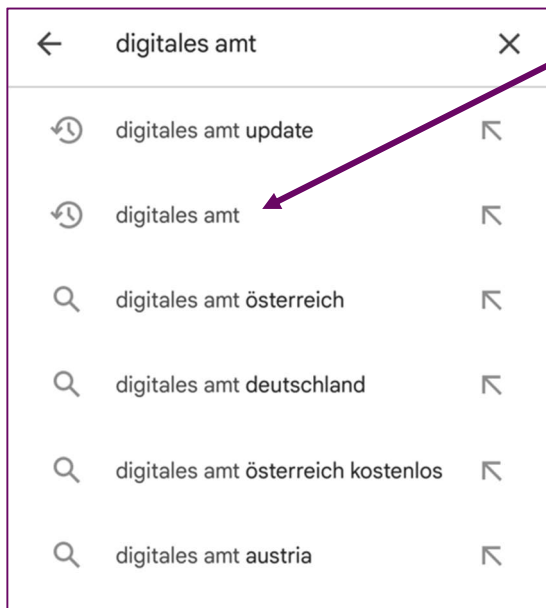 digitales amt
digitales amt update
digitales amt
digitales amt österreich
digitales amt deutschland
digitales amt österreich kostenlos
digitales amt austria